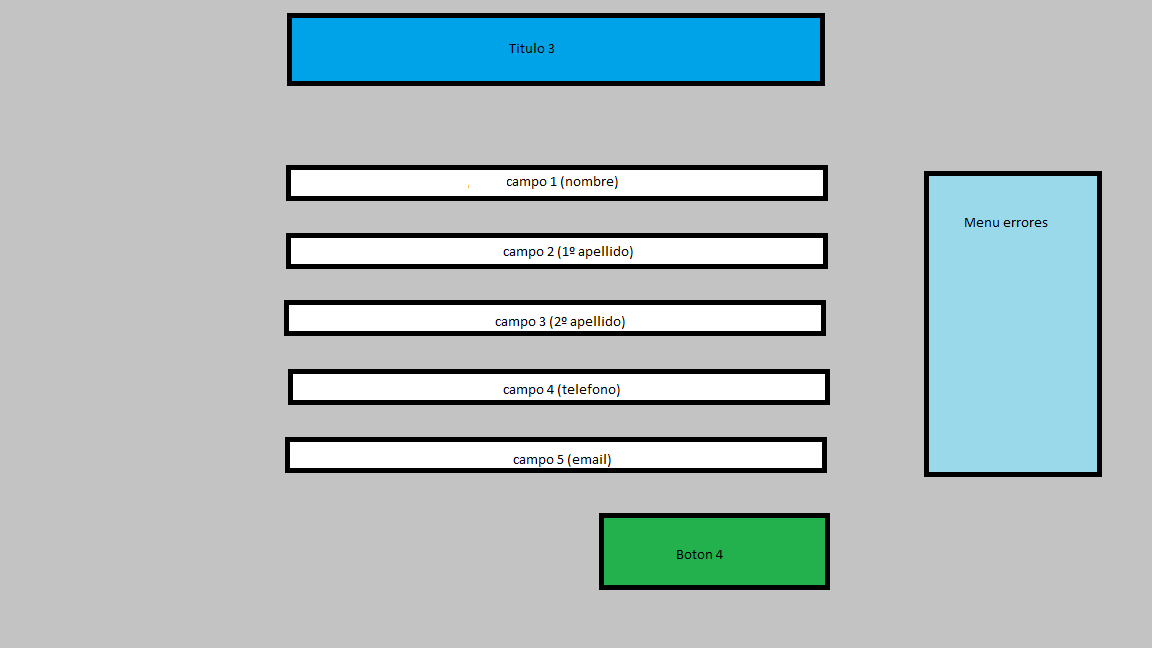 Titulo 3
campo 1 (nombre)
campo 2 (1º apellido)
campo 3 (2º apellido)
campo 4 (telefono)
campo 5 (email)
Menu errores
Boton 4